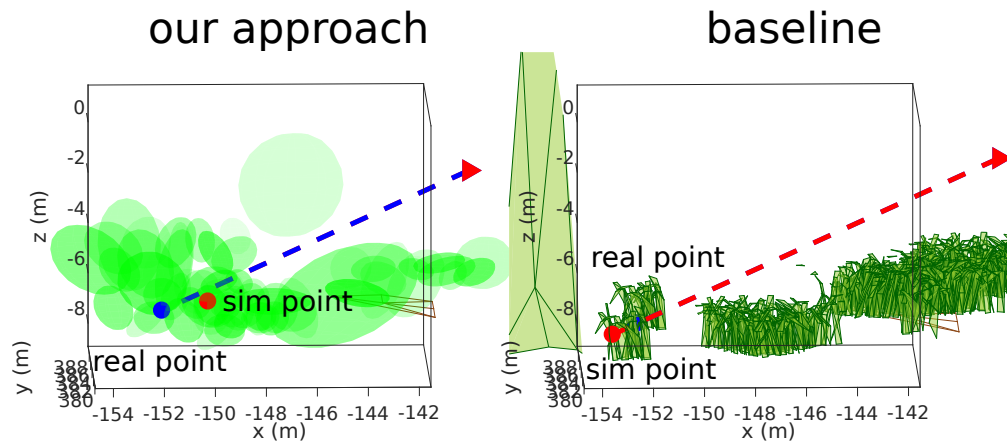 our approach
baseline
0
-2
-4
-6
-8
z (m)
sim point
real point
y (m)
388
386
384
382
380
-154
-152
-150
-148
-146
-144
-142
x (m)
0
-2
-4
-6
-8
z (m)
real point
sim point
y (m)
388
386
384
382
380
-154
-152
-150
-148
-146
-144
-142
x (m)